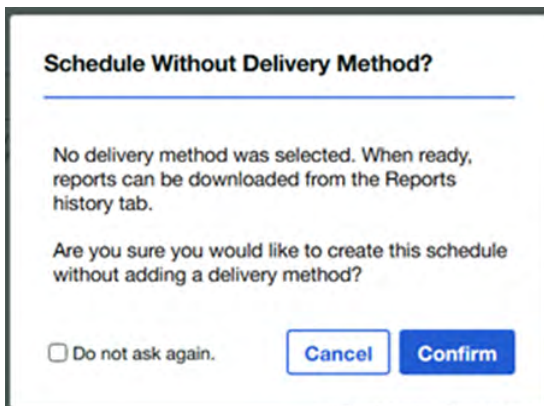 Schedule Without Delivery Method?
No delivery method was selected. When ready,
reports can be downloaded from the Reports
history tab.
Are you sure you would like to create this schedule
without adding a delivery method?
Do not ask again.
Cancel
Confirm